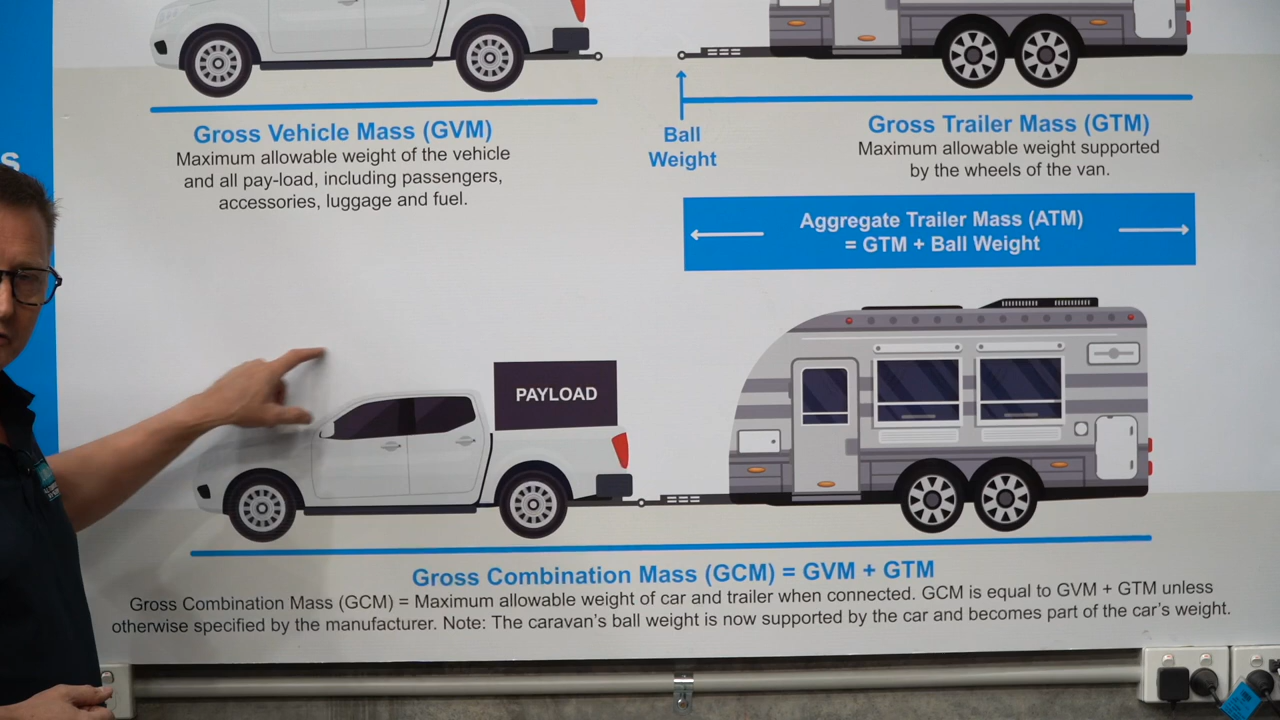 s
Gross Vehicle Mass (GVM)
Maximum allowable weight of the vehicle
and all pay-load, including passengers,
accessories, luggage and fuel.
Ball
Weight
Gross Trailer Mass (GTM)
Maximum allowable weight supported
by the wheels of the van.
Aggregate Trailer Mass (ATM)
= GTM + Ball Weight
PAYLOAD
Gross Combination Mass (GCM) = GVM + GTM
Gross Combination Mass (GCM) = Maximum allowable weight of car and trailer when connected. GCM is equal to GVM + GTM unless
otherwise specified by the manufacturer. Note: The caravan's ball weight is now supported by the car and becomes part of the car's weight.